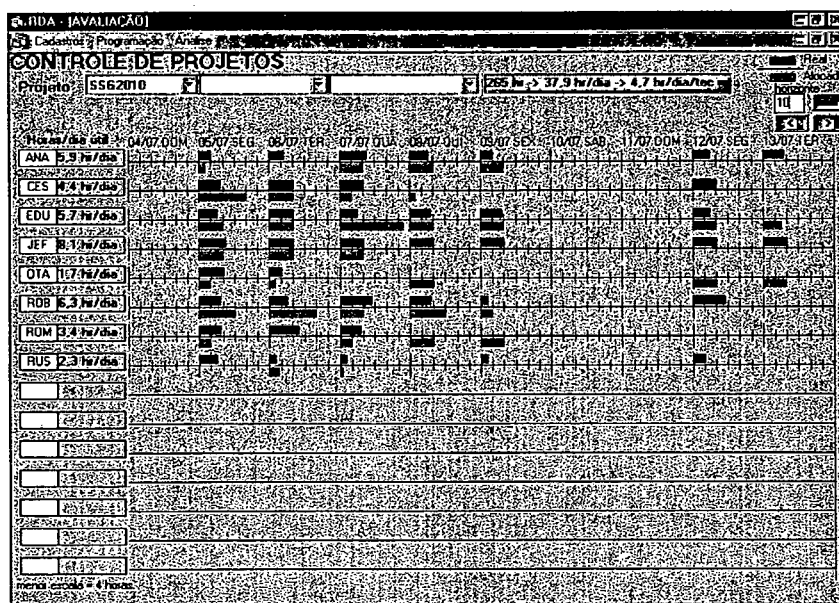 RDA - [AVALIAÇÃO]
Cadastros Programação Análise
CONTROLE DE PROJETOS
Real
Projeto SS62010 265 hr -> 37,9 hr/dia -> 4,7 hr/dia/tec Alocado
horizonte
10
Horas/dia útil 04/07 DOM 05/07 SEG 06/07 TER 07/07 QUA 08/07 QUI 09/07 SEX 10/07 SAB 11/07 DOM 12/07 SEG 13/07 TER
ANA 5,9 hr/dia
CES 4,4 hr/dia
EDU 5,7 hr/dia
JEF 8,1 hr/dia
OTA 1,7 hr/dia
ROB 6,3 hr/dia
ROM 3,4 hr/dia
RUS 2,3 hr/dia
menor escala = 4 horas